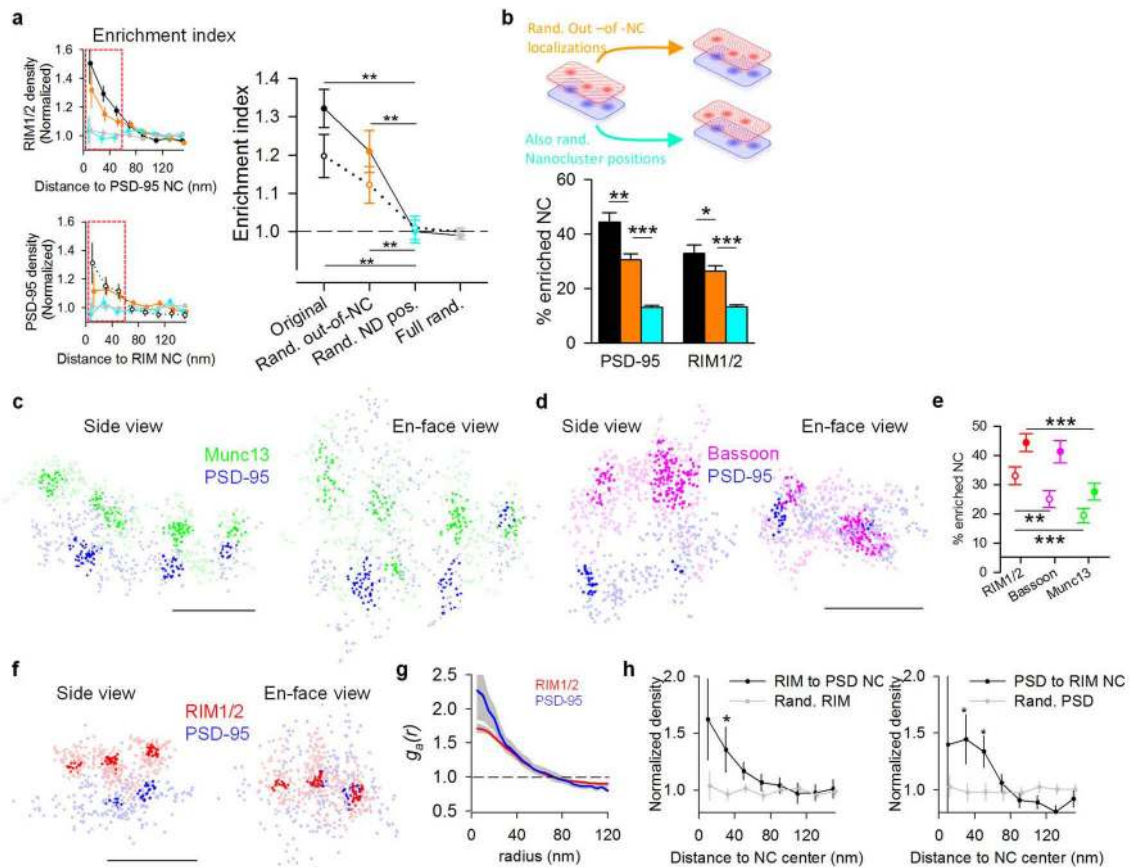 a
Enrichment index
RIM1/2 density
(Normalized)
1.6
1.4
1.2
1.0
0
40
80
120
Distance to PSD-95 NC (nm)
PSD-95 density
(Normalized)
1.6
1.4
1.2
1.0
0
40
80
120
Distance to RIM NC (nm)
Enrichment index
1.4
1.3
1.2
1.1
1.0
**
**
**
**
Original
Rand. out-of-NC
Rand. ND pos.
Full rand.
b
Rand. Out –of -NC
localizations
Also rand.
Nanocluster positions
% enriched NC
60
40
20
0
**
***
*
***
PSD-95
RIM1/2
c
Side view
En-face view
Munc13
PSD-95
d
Side view
En-face view
Bassoon
PSD-95
e
% enriched NC
50
40
30
20
10
0
***
**
***
RIM1/2
Bassoon
Munc13
f
Side view
En-face view
RIM1/2
PSD-95
g
gₐ(r)
2.5
2.0
1.5
1.0
0.5
RIM1/2
PSD-95
0
40
80
120
radius (nm)
h
Normalized density
2.0
1.5
1.0
RIM to PSD NC
Rand. RIM
*
0
40
80
120
Distance to NC center (nm)
Normalized density
2.0
1.5
1.0
PSD to RIM NC
Rand. PSD
*
*
0
40
80
120
Distance to NC center (nm)